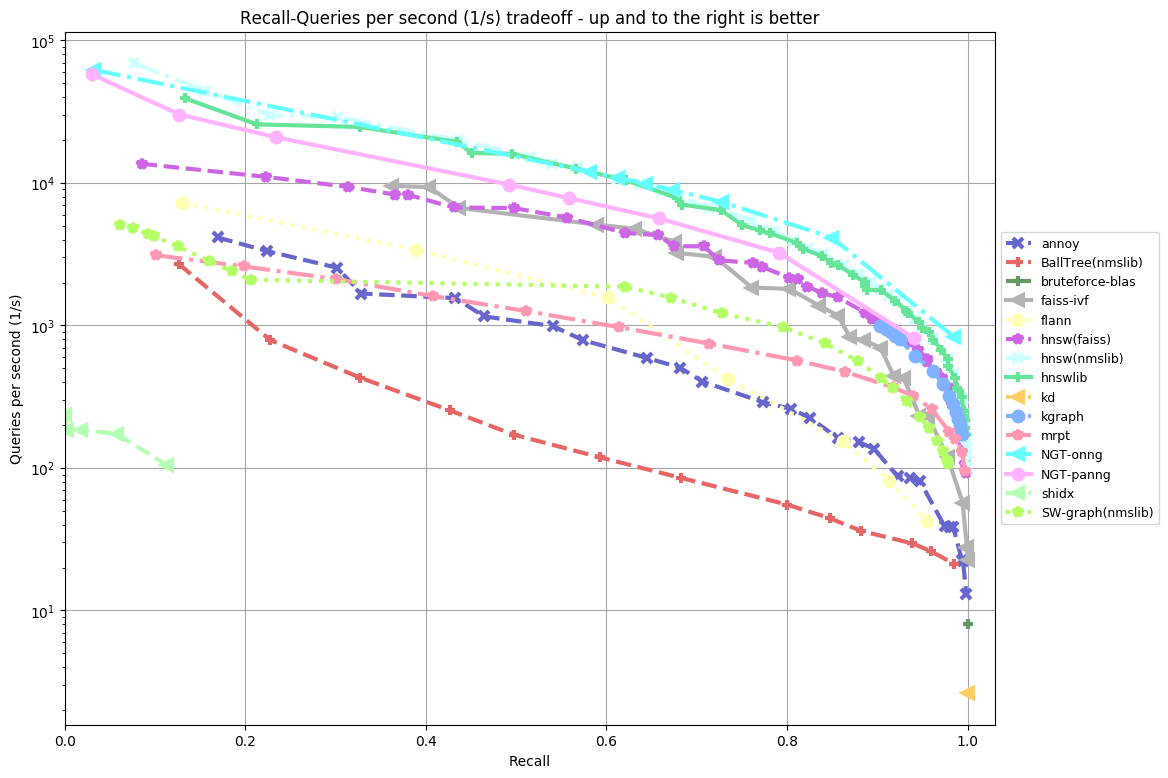 Recall-Queries per second (1/s) tradeoff - up and to the right is better
10^5
10^4
10^3
10^2
10^1
Queries per second (1/s)
0.0 0.2 0.4 0.6 0.8 1.0
Recall
annoy
BallTree(nmslib)
bruteforce-blas
faiss-ivf
flann
hnsw(faiss)
hnsw(nmslib)
hnswlib
kd
kgraph
mrpt
NGT-onng
NGT-panng
shidx
SW-graph(nmslib)